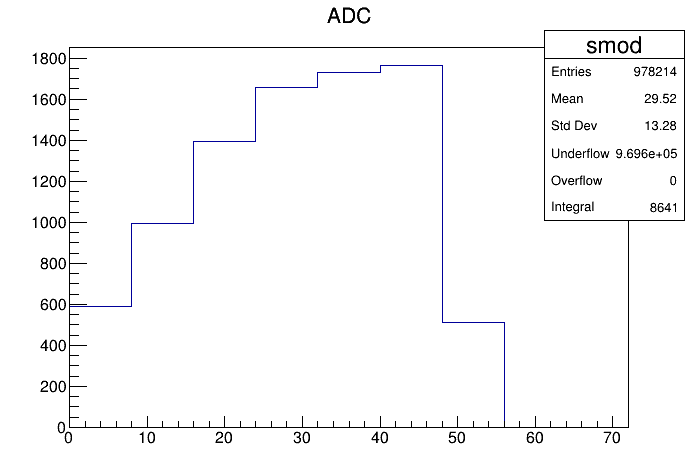 ADC
smod
Entries 978214
Mean 29.52
Std Dev 13.28
Underflow 9.696e+05
Overflow 0
Integral 8641
1800
1600
1400
1200
1000
800
600
400
200
0
0 10 20 30 40 50 60 70